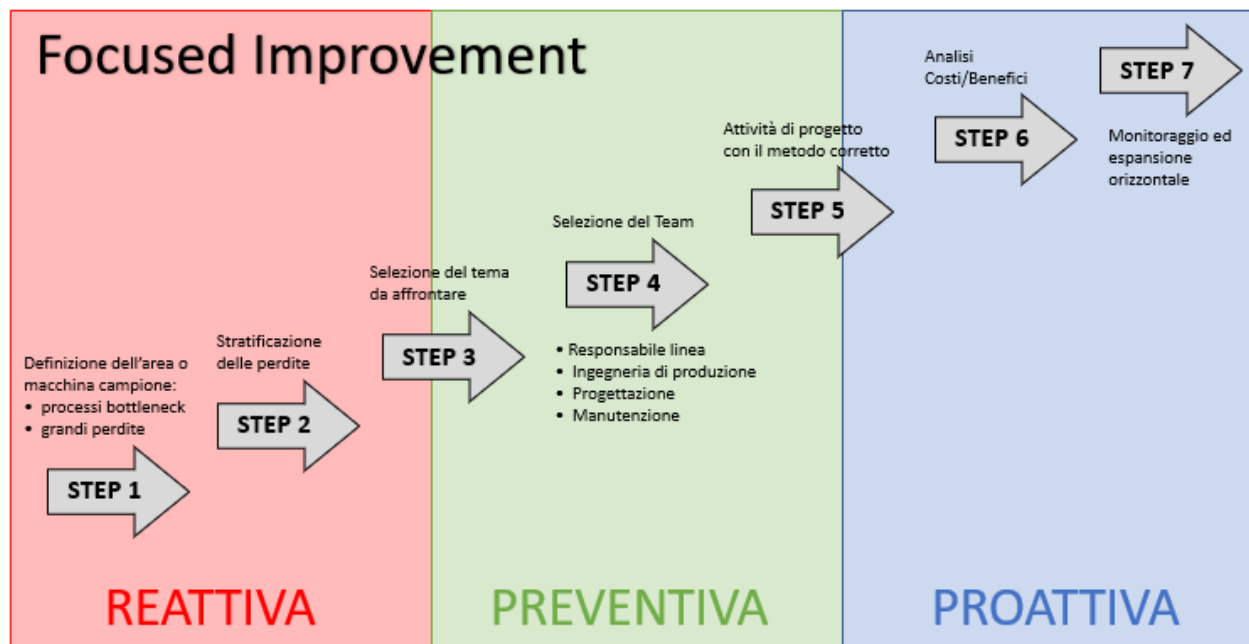 Focused Improvement
Definizione dell'area o
macchina campione:
• processi bottleneck
• grandi perdite
STEP 1
Stratificazione
delle perdite
STEP 2
Selezione del tema
da affrontare
STEP 3
Selezione del Team
STEP 4
• Responsabile linea
• Ingegneria di produzione
• Progettazione
• Manutenzione
Attività di progetto
con il metodo corretto
STEP 5
Analisi
Costi/Benefici
STEP 6
STEP 7
Monitoraggio ed
espansione
orizzontale
REATTIVA
PREVENTIVA
PROATTIVA